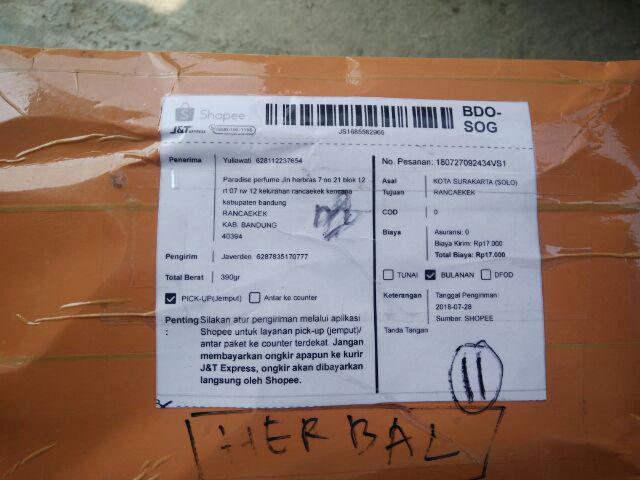 Shopee
J&T EXPRESS
JS1685582966
BDO-
SOG
Penerima Yuliawati 628112237654
Paradise perfume Jln herbras 7 no 21 blok 12
rt 07 rw 12 kelurahan rancaekek kencana
kabupaten bandung
RANCAEKEK
KAB. BANDUNG
40394
Pengirim Javerden 6287835170777
Total Berat 390gr
PICK-UP(Jemput) Antar ke counter
Penting Silakan atur pengiriman melalui aplikasi
: Shopee untuk layanan pick-up (jemput)/
antar paket ke counter terdekat. Jangan
membayarkan ongkir apapun ke kurir
J&T Express, ongkir akan dibayarkan
langsung oleh Shopee.
No. Pesanan: 180727092434VS1
Asal KOTA SURAKARTA (SOLO)
Tujuan RANCAEKEK
COD 0
Biaya Asuransi: 0
Biaya Kirim: Rp17.000
Total Biaya: Rp17.000
TUNAI BULANAN DFOD
Keterangan Tanggal Pengiriman:
2018-07-28
Sumber: SHOPEE
Tanda Tangan
11
HERBAL